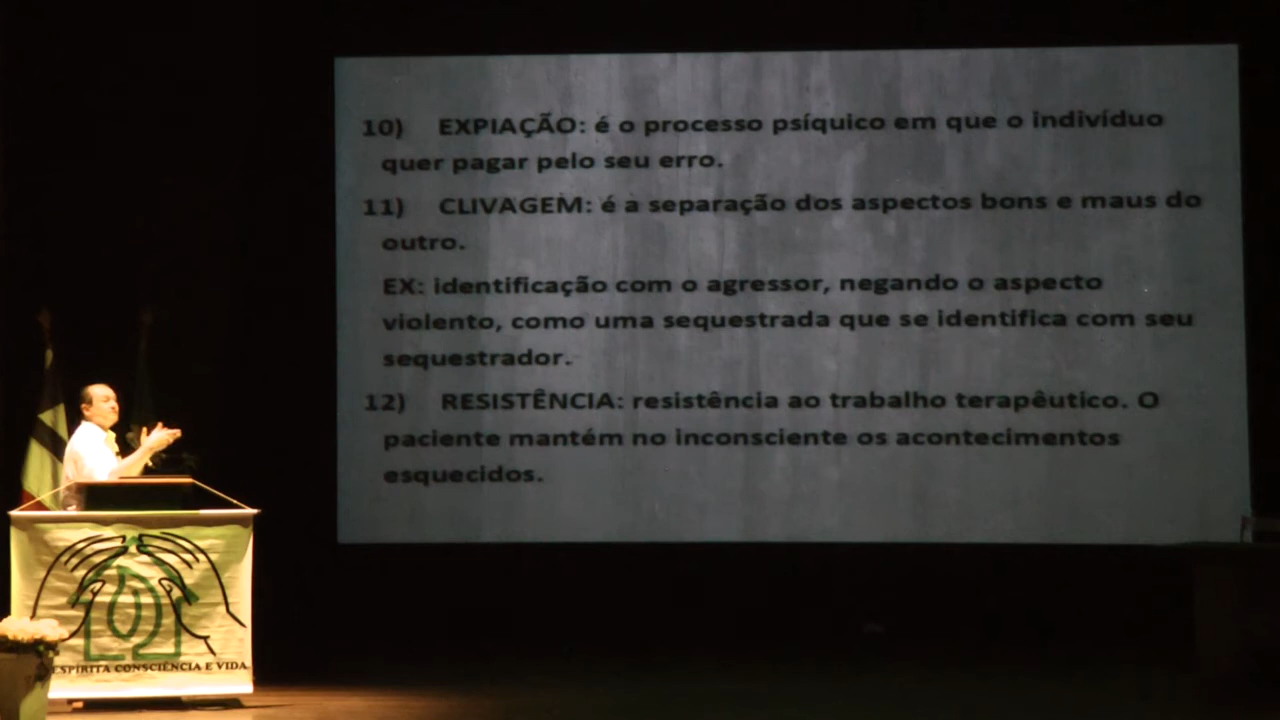 10) EXPIAÇÃO: é o processo psíquico em que o indivíduo
quer pagar pelo seu erro.
11) CLIVAGEM: é a separação dos aspectos bons e maus do
outro.
EX: identificação com o agressor, negando o aspecto
violento, como uma sequestrada que se identifica com seu
sequestrador.
12) RESISTÊNCIA: resistência ao trabalho terapêutico. O
paciente mantém no inconsciente os acontecimentos
esquecidos.
ESPÍRITA CONSCIÊNCIA E VIDA